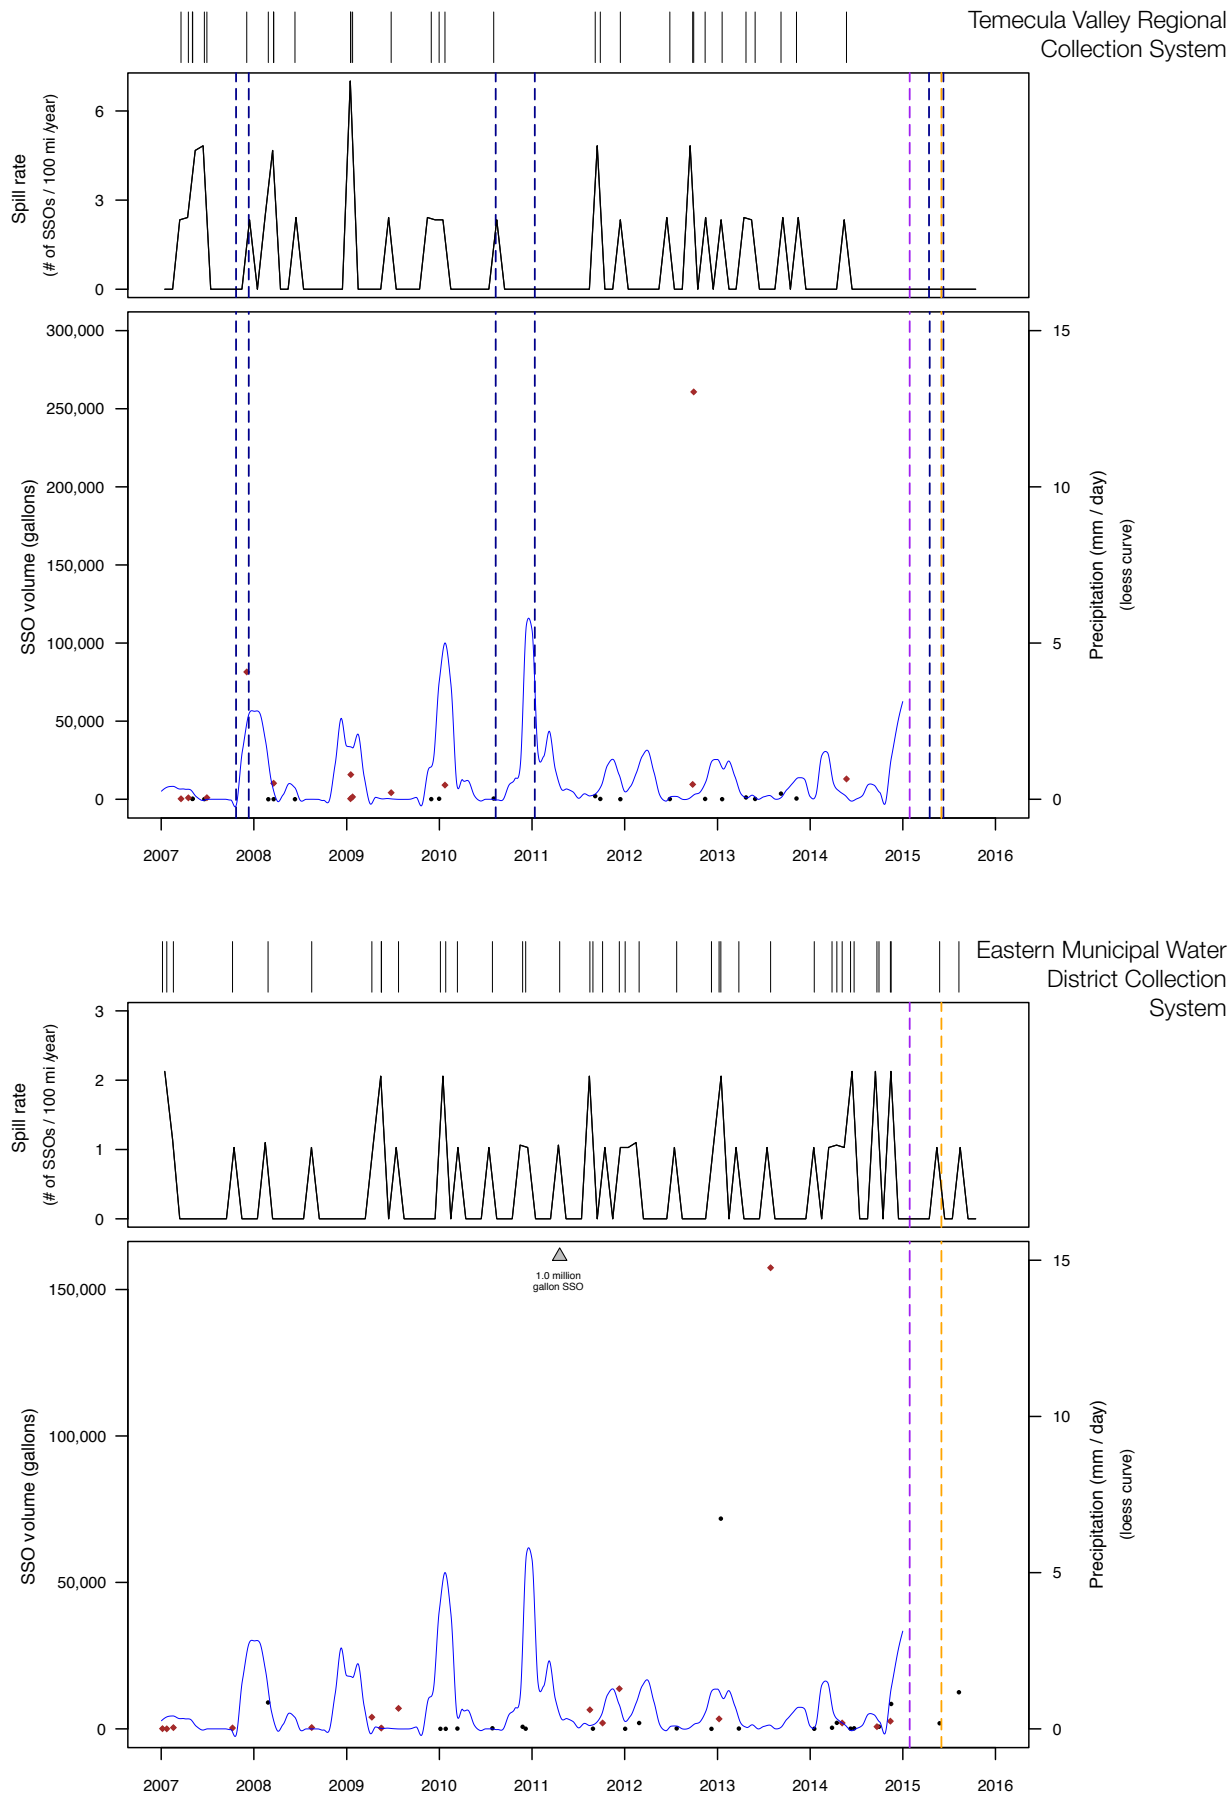 Temecula Valley Regional
Collection System
Spill rate
(# of SSOs / 100 mi /year)
6
3
0
SSO volume (gallons)
300,000
250,000
200,000
150,000
100,000
50,000
0
15
10
5
0
Precipitation (mm / day)
(loess curve)
2007 2008 2009 2010 2011 2012 2013 2014 2015 2016
Eastern Municipal Water
District Collection
System
Spill rate
(# of SSOs / 100 mi /year)
3
2
1
0
1.0 million
gallon SSO
SSO volume (gallons)
150,000
100,000
50,000
0
15
10
5
0
Precipitation (mm / day)
(loess curve)
2007 2008 2009 2010 2011 2012 2013 2014 2015 2016